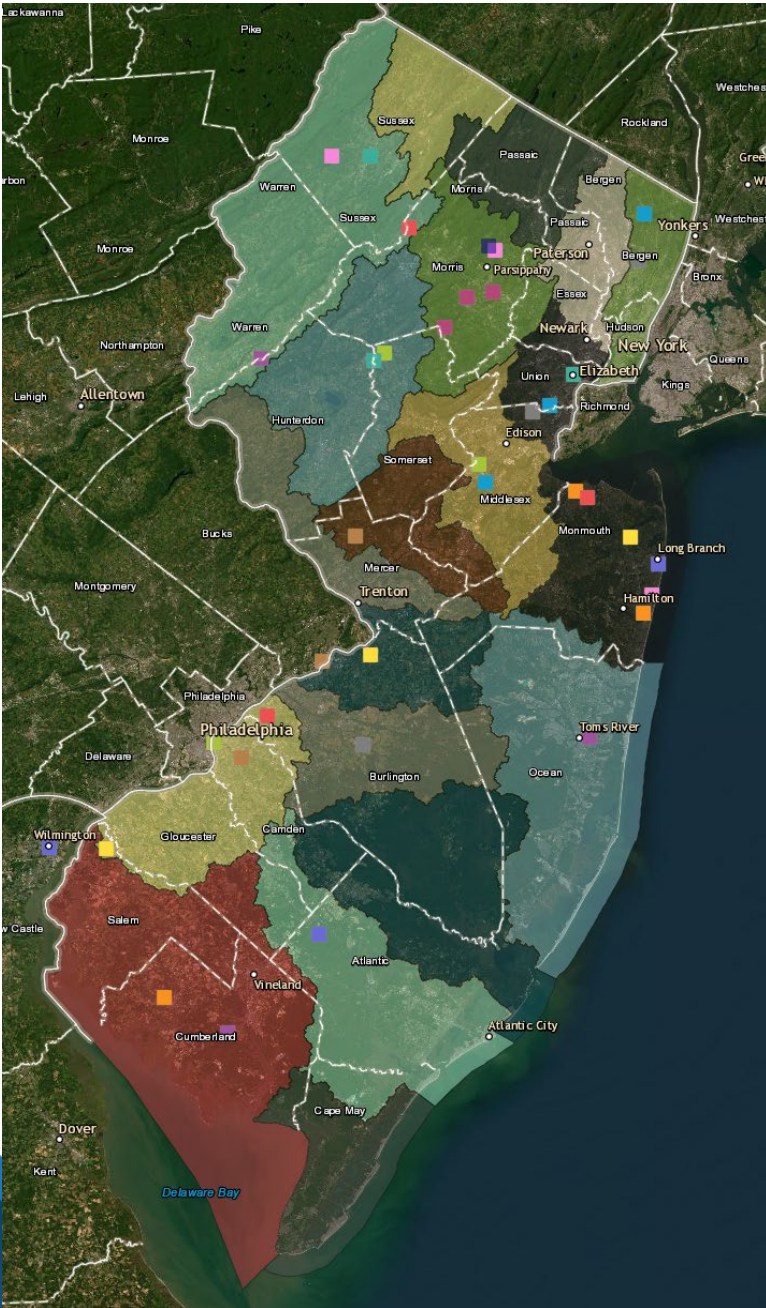 Lackawanna
Pike
Westches
Sussex
Rockland
Monroe
Passaic
Gree
rbon
Bergen
W
Warren
Morris
Sussex
Passaic
Yonkers
Westches
Monroe
Paterson
Bergen
Morris
Parsippany
Bronx
Essex
Warren
Newark
Hudson
Northampton
New York
Queens
Union
Elizabeth
Kings
Lehigh
Allentown
Richmond
Hunterdon
Edison
Somerset
Middlesex
Bucks
Monmouth
Long Branch
Mercer
Montgomery
Trenton
Hamilton
Philadelphia
Philadelphia
Toms River
Delaware
Ocean
Burlington
Wilmington
Gloucester
Camden
Salem
w Castle
Atlantic
Vineland
Cumberland
Atlantic City
Cape May
Dover
Kent
Delaware Bay